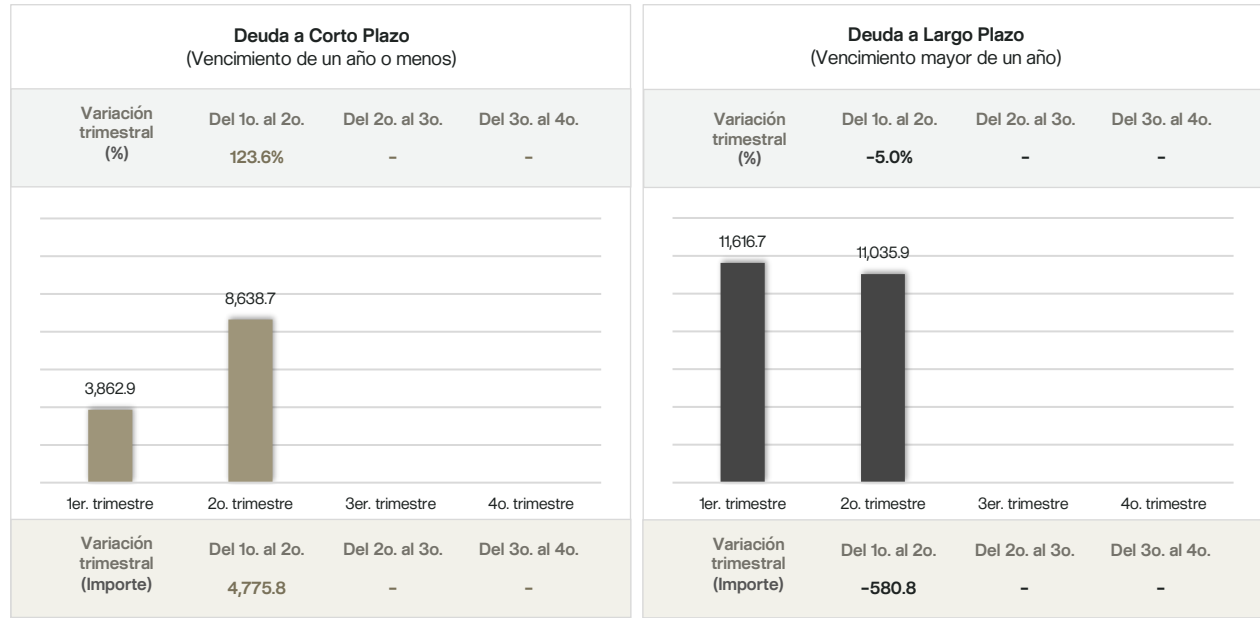 Deuda a Corto Plazo
(Vencimiento de un año o menos)
Variación
trimestral
(%)
Del 1o. al 2o.
Del 2o. al 3o.
Del 3o. al 4o.
123.6%
-
-
3,862.9
8,638.7
1er. trimestre
2o. trimestre
3er. trimestre
4o. trimestre
Variación
trimestral
(Importe)
Del 1o. al 2o.
Del 2o. al 3o.
Del 3o. al 4o.
4,775.8
-
-
Deuda a Largo Plazo
(Vencimiento mayor de un año)
Variación
trimestral
(%)
Del 1o. al 2o.
Del 2o. al 3o.
Del 3o. al 4o.
-5.0%
-
-
11,616.7
11,035.9
1er. trimestre
2o. trimestre
3er. trimestre
4o. trimestre
Variación
trimestral
(Importe)
Del 1o. al 2o.
Del 2o. al 3o.
Del 3o. al 4o.
-580.8
-
-